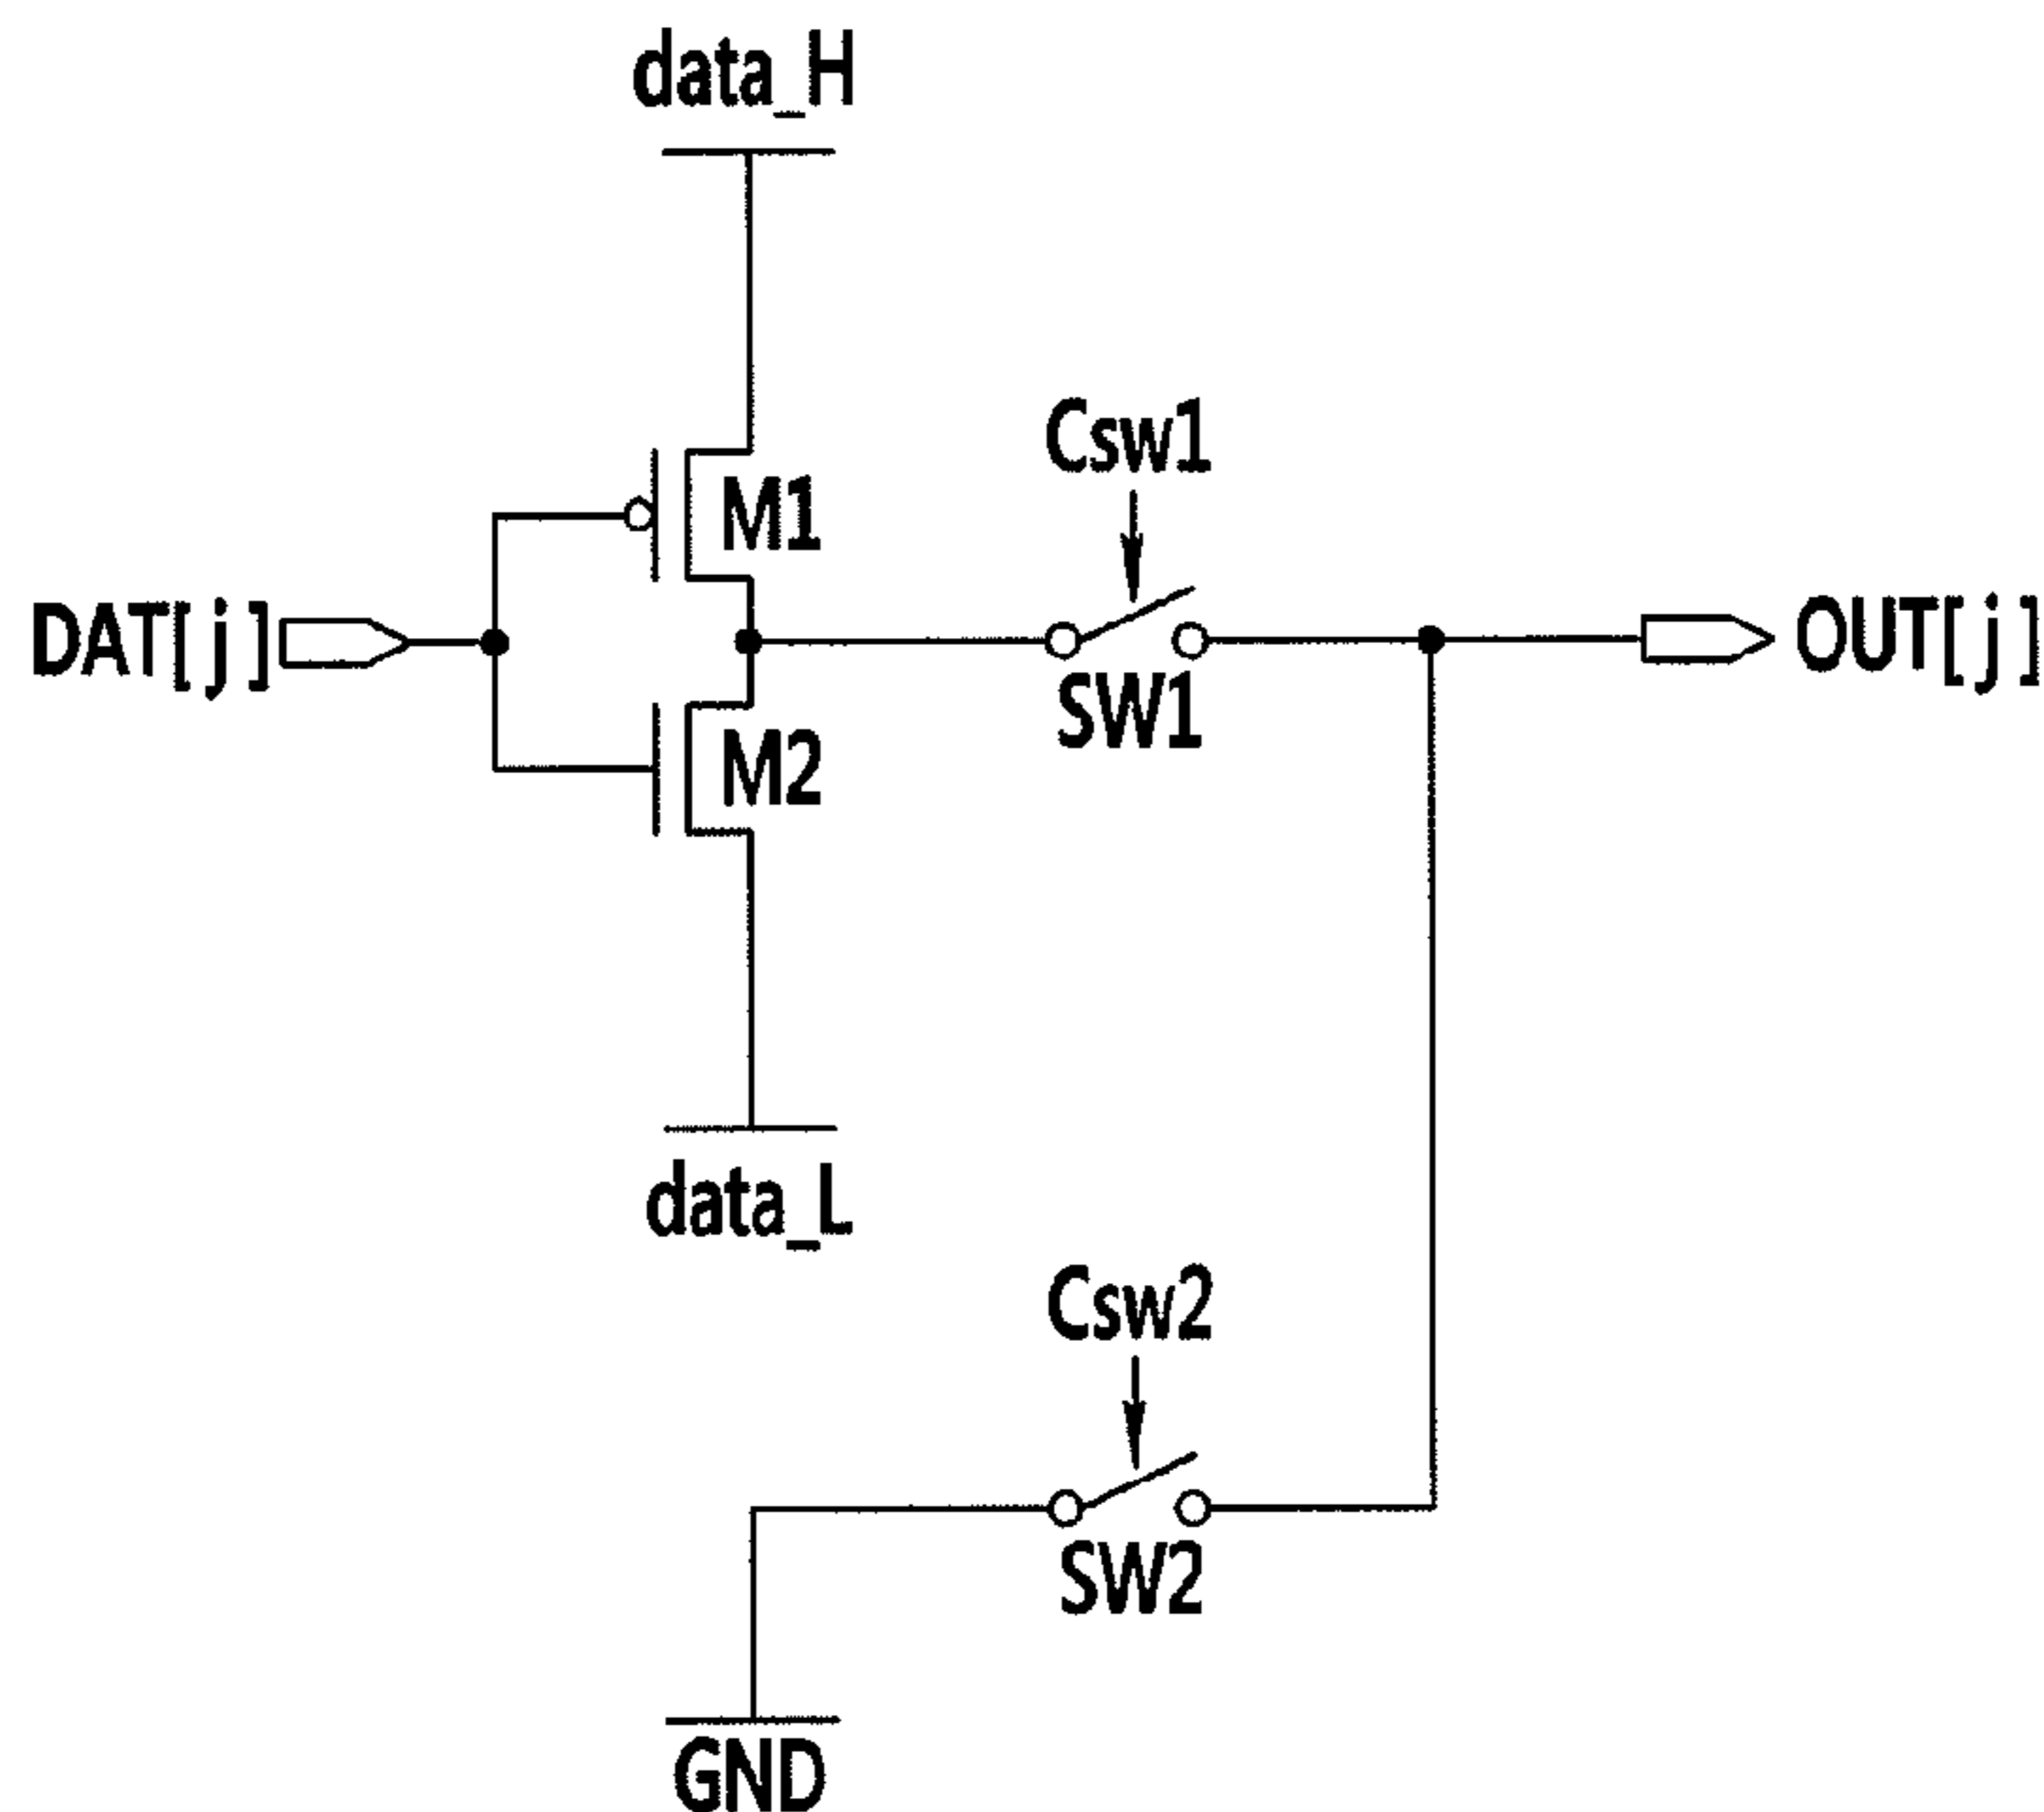 data_H
Csw1
M1
DAT[j]
OUT[j]
SW1
M2
data_L
Csw2
SW2
GND